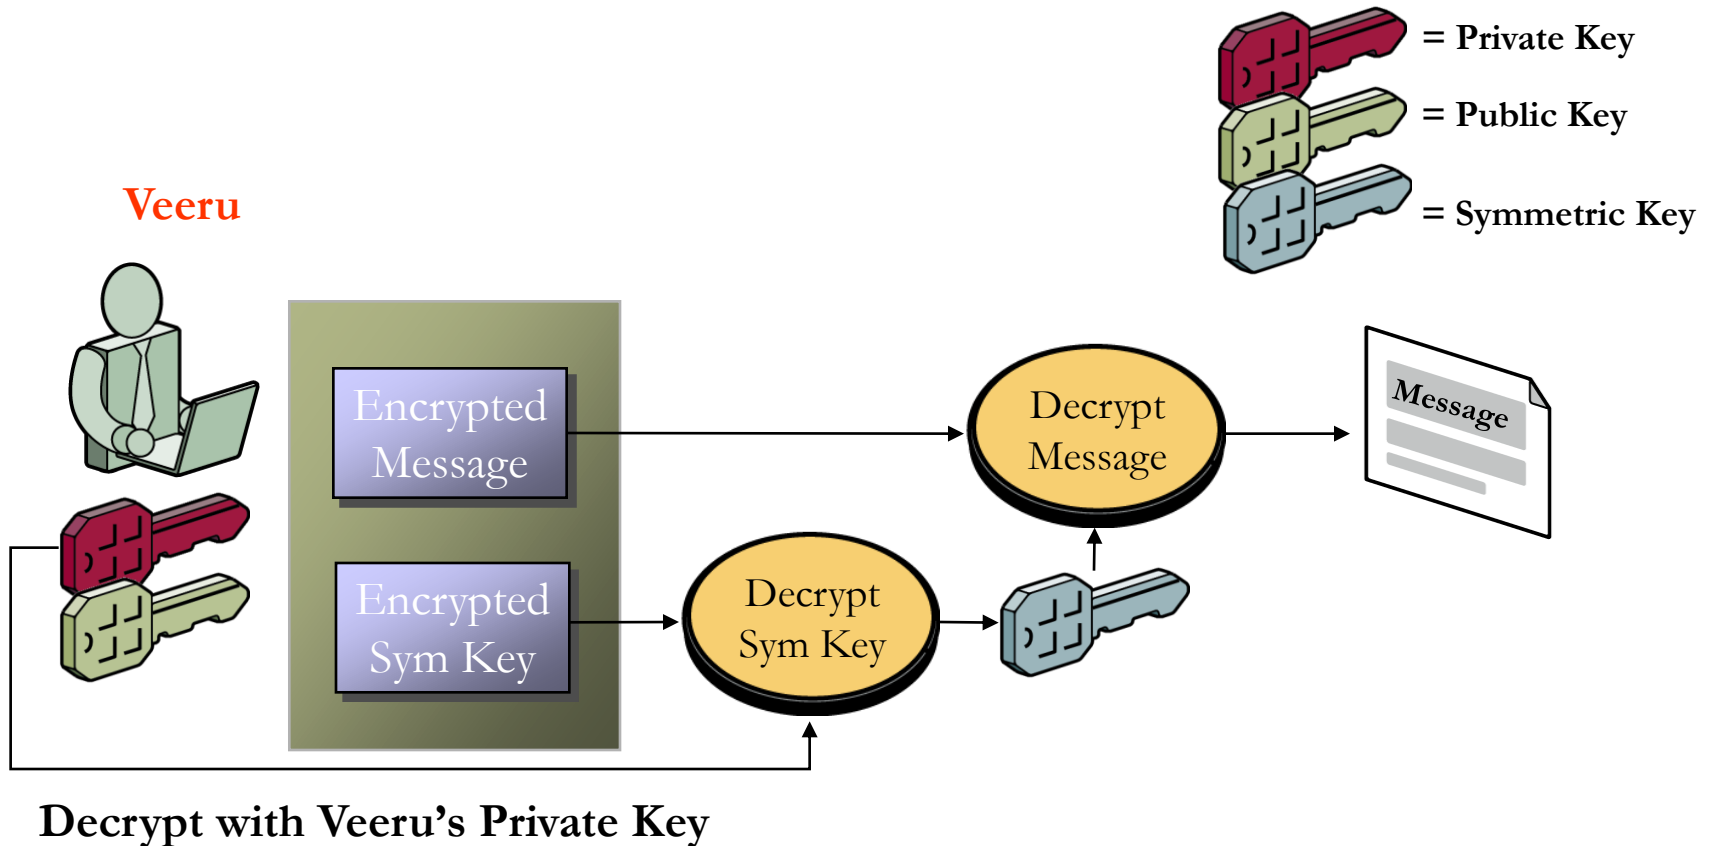 = Private Key
= Public Key
= Symmetric Key
Veeru
Encrypted
Message
Decrypt
Message
Message
Encrypted
Sym Key
Decrypt
Sym Key
Decrypt with Veeru’s Private Key